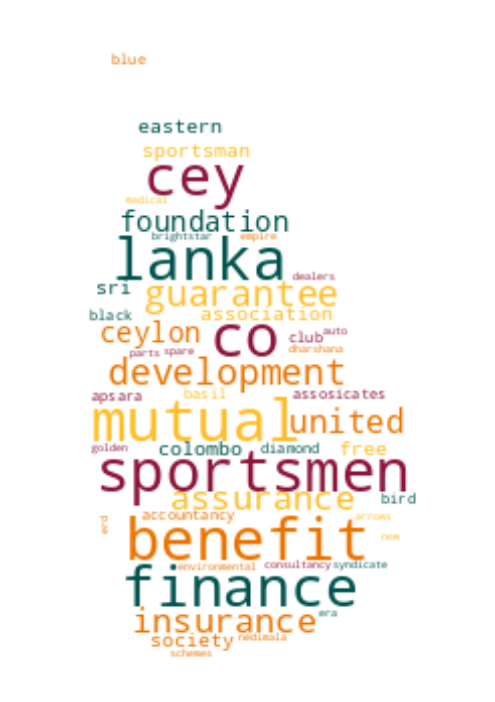 blue
eastern
sportsman
cey
medical
foundation
brightstar empire
lanka
dealers
sri guarantee
black association
ceylon co club auto
parts spare dharshana
development
apsara basil assosicates
mutual united
golden colombo diamond free
sportsmen
assurance bird
erd accountancy arrows
benefit new
environmental consultancy syndicate
finance
insurance era
society nedimala
schemes